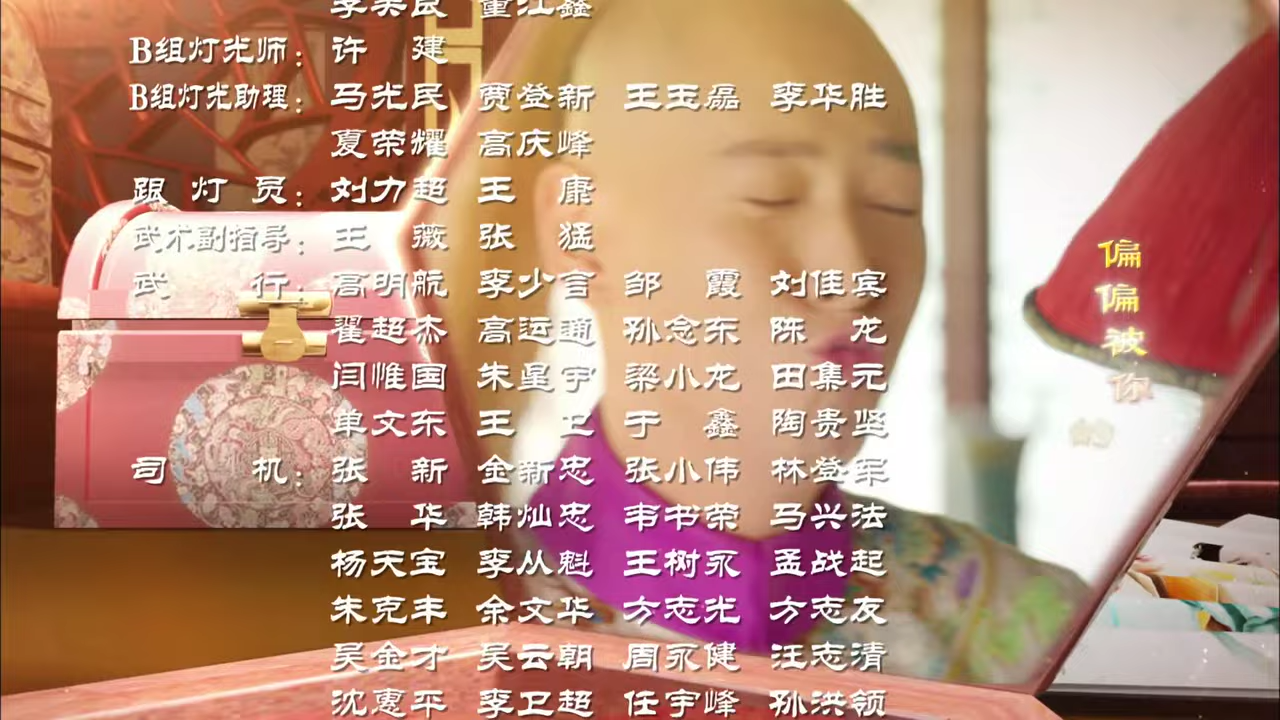 B组灯光师：许 建
B组灯光助理：马光民 贾登新 王玉磊 李华胜
夏荣耀 高庆峰
跟灯员：刘力超 王 康
武术副指导：王 薇 张 猛
武 行：高明航 李少言 邹 霞 刘佳宾
翟超杰 高运通 孙念东 陈 龙
闫惟国 朱星宇 梁小龙 田集元
单文东 王 卫 于 鑫 陶贵坚
司 机：张 新 金新忠 张小伟 林登军
张 华 韩灿忠 韦书荣 马兴法
杨天宝 李从魁 王树永 孟战起
朱克丰 余文华 方志光 方志友
吴金才 吴云朝 周永健 汪志清
沈惠平 李卫超 任宇峰 孙洪领
偏偏被你的